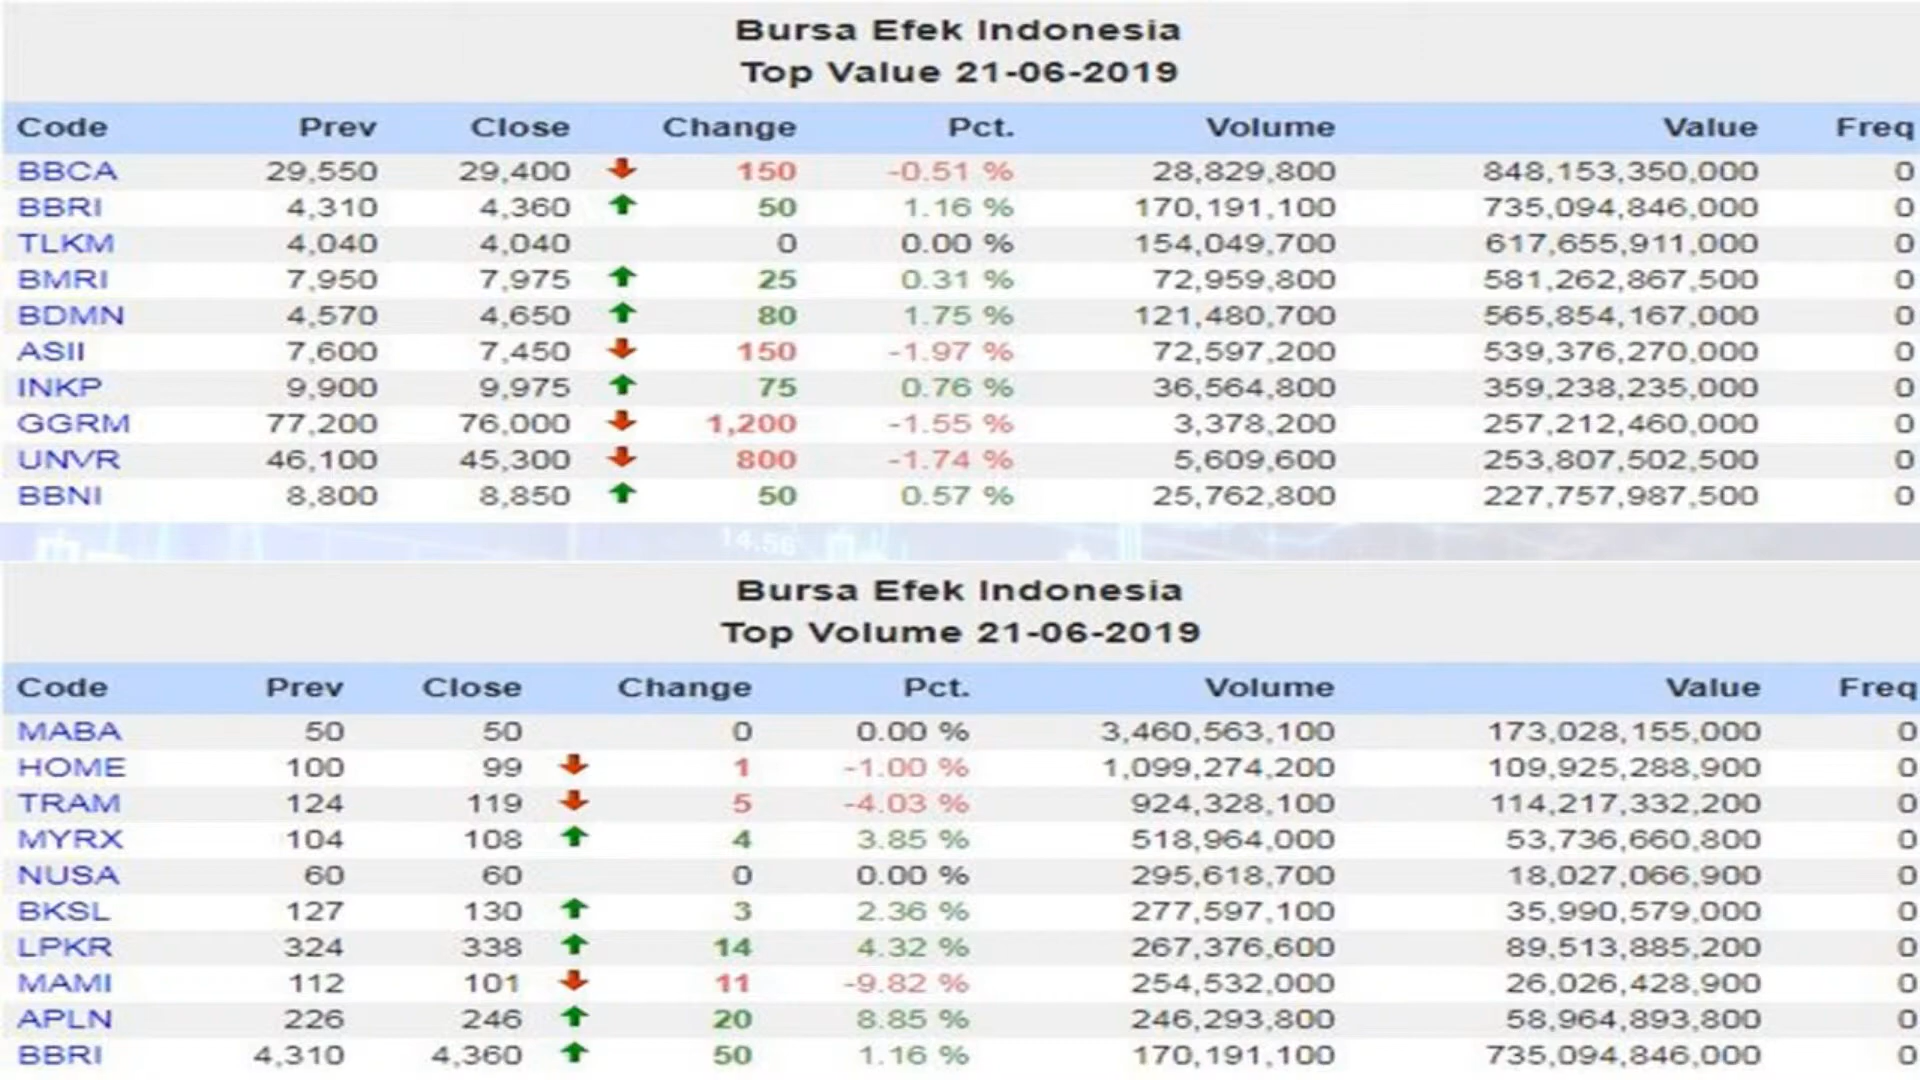 Bursa Efek Indonesia
Top Value 21-06-2019
Code Prev Close Change Pct. Volume Value Freq
BBCA 29,550 29,400 150 -0.51 % 28,829,800 848,153,350,000 0
BBRI 4,310 4,360 50 1.16 % 170,191,100 735,094,846,000 0
TLKM 4,040 4,040 0 0.00 % 154,049,700 617,655,911,000 0
BMRI 7,950 7,975 25 0.31 % 72,959,800 581,262,867,500 0
BDMN 4,570 4,650 80 1.75 % 121,480,700 565,854,167,000 0
ASII 7,600 7,450 150 -1.97 % 72,597,200 539,376,270,000 0
INKP 9,900 9,975 75 0.76 % 36,564,800 359,238,235,000 0
GGRM 77,200 76,000 1,200 -1.55 % 3,378,200 257,212,460,000 0
UNVR 46,100 45,300 800 -1.74 % 5,609,600 253,807,502,500 0
BBNI 8,800 8,850 50 0.57 % 25,762,800 227,757,987,500 0
14.56
Bursa Efek Indonesia
Top Volume 21-06-2019
Code Prev Close Change Pct. Volume Value Freq
MABA 50 50 0 0.00 % 3,460,563,100 173,028,155,000 0
HOME 100 99 1 -1.00 % 1,099,274,200 109,925,288,900 0
TRAM 124 119 5 -4.03 % 924,328,100 114,217,332,200 0
MYRX 104 108 4 3.85 % 518,964,000 53,736,660,800 0
NUSA 60 60 0 0.00 % 295,618,700 18,027,066,900 0
BKSL 127 130 3 2.36 % 277,597,100 35,990,579,000 0
LPKR 324 338 14 4.32 % 267,376,600 89,513,885,200 0
MAMI 112 101 11 -9.82 % 254,532,000 26,026,428,900 0
APLN 226 246 20 8.85 % 246,293,800 58,964,893,800 0
BBRI 4,310 4,360 50 1.16 % 170,191,100 735,094,846,000 0